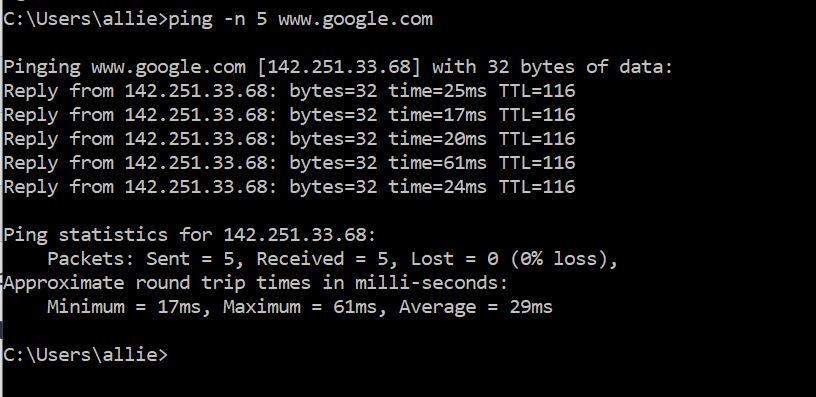 C:\Users\allie>ping -n 5 www.google.com
Pinging www.google.com [142.251.33.68] with 32 bytes of data:
Reply from 142.251.33.68: bytes=32 time=25ms TTL=116
Reply from 142.251.33.68: bytes=32 time=17ms TTL=116
Reply from 142.251.33.68: bytes=32 time=20ms TTL=116
Reply from 142.251.33.68: bytes=32 time=61ms TTL=116
Reply from 142.251.33.68: bytes=32 time=24ms TTL=116
Ping statistics for 142.251.33.68:
    Packets: Sent = 5, Received = 5, Lost = 0 (0% loss),
Approximate round trip times in milli-seconds:
    Minimum = 17ms, Maximum = 61ms, Average = 29ms
C:\Users\allie>